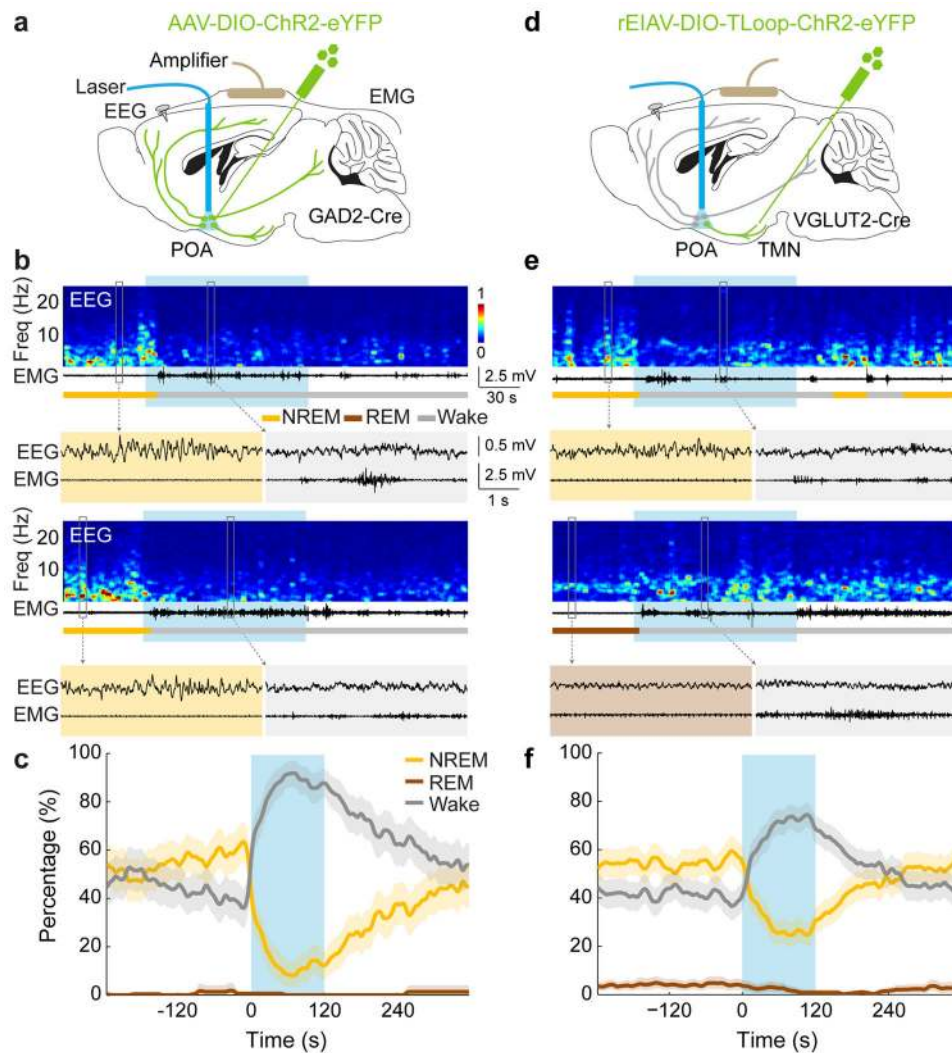 a
AAV-DIO-ChR2-eYFP
Amplifier
Laser
EEG
EMG
GAD2-Cre
POA
d
rEIAV-DIO-TLoop-ChR2-eYFP
VGLUT2-Cre
POA
TMN
b
Freq (Hz)
20
10
EEG
1
0
EMG
2.5 mV
30 s
NREM REM Wake
EEG
0.5 mV
EMG
2.5 mV
1 s
Freq (Hz)
20
10
0
EEG
EMG
EEG
EMG
e
c
Percentage (%)
100
80
60
40
20
0
NREM
REM
Wake
-120 0 120 240
Time (s)
f
100
80
60
40
20
0
−120 0 120 240
Time (s)